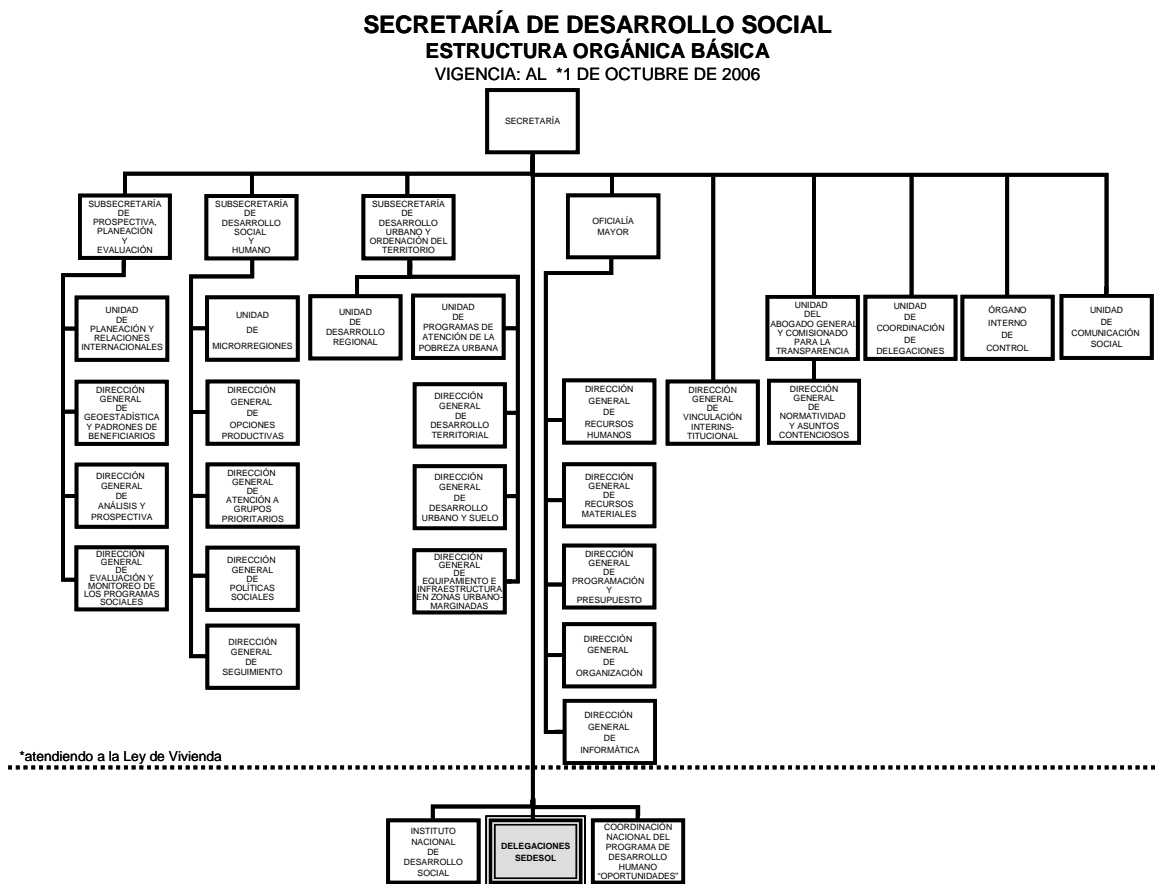 SECRETARÍA DE DESARROLLO SOCIAL
ESTRUCTURA ORGÁNICA BÁSICA
VIGENCIA: AL *1 DE OCTUBRE DE 2006
SECRETARÍA
SUBSECRETARÍA
DE
PROSPECTIVA,
PLANEACIÓN
Y
EVALUACIÓN
SUBSECRETARÍA
DE
DESARROLLO
SOCIAL
Y
HUMANO
SUBSECRETARÍA
DE
DESARROLLO
URBANO Y
ORDENACIÓN DEL
TERRITORIO
OFICIALÍA
MAYOR
UNIDAD
DE
PLANEACIÓN Y
RELACIONES
INTERNACIONALES
UNIDAD
DE
MICRORREGIONES
UNIDAD
DE
DESARROLLO
REGIONAL
UNIDAD
DE
PROGRAMAS DE
ATENCIÓN DE LA
POBREZA URBANA
UNIDAD
DEL
ABOGADO GENERAL
Y COMISIONADO
PARA LA
TRANSPARENCIA
UNIDAD
DE
COORDINACIÓN
DE
DELEGACIONES
ÓRGANO
INTERNO
DE
CONTROL
UNIDAD
DE
COMUNICACIÓN
SOCIAL
DIRECCIÓN
GENERAL
DE
GEOESTADÍSTICA
Y PADRONES DE
BENEFICIARIOS
DIRECCIÓN
GENERAL
DE
OPCIONES
PRODUCTIVAS
DIRECCIÓN
GENERAL
DE
DESARROLLO
TERRITORIAL
DIRECCIÓN
GENERAL
DE
RECURSOS
HUMANOS
DIRECCIÓN
GENERAL
DE
VINCULACIÓN
INTERINS-
TITUCIONAL
DIRECCIÓN
GENERAL
DE
NORMATIVIDAD
Y ASUNTOS
CONTENCIOSOS
DIRECCIÓN
GENERAL
DE
ANÁLISIS Y
PROSPECTIVA
DIRECCIÓN
GENERAL
DE
ATENCIÓN A
GRUPOS
PRIORITARIOS
DIRECCIÓN
GENERAL
DE
DESARROLLO
URBANO Y SUELO
DIRECCIÓN
GENERAL
DE
RECURSOS
MATERIALES
DIRECCIÓN
GENERAL
DE
EVALUACIÓN Y
MONITOREO DE
LOS PROGRAMAS
SOCIALES
DIRECCIÓN
GENERAL
DE
POLÍTICAS
SOCIALES
DIRECCIÓN
GENERAL
DE
EQUIPAMIENTO E
INFRAESTRUCTURA
EN ZONAS URBANO-
MARGINADAS
DIRECCIÓN
GENERAL
DE
PROGRAMACIÓN
Y
PRESUPUESTO
DIRECCIÓN
GENERAL
DE
SEGUIMIENTO
DIRECCIÓN
GENERAL
DE
ORGANIZACIÓN
DIRECCIÓN
GENERAL
DE
INFORMÁTICA
*atendiendo a la Ley de Vivienda
INSTITUTO
NACIONAL
DE
DESARROLLO
SOCIAL
DELEGACIONES
SEDESOL
COORDINACIÓN
NACIONAL DEL
PROGRAMA DE
DESARROLLO
HUMANO
"OPORTUNIDADES"